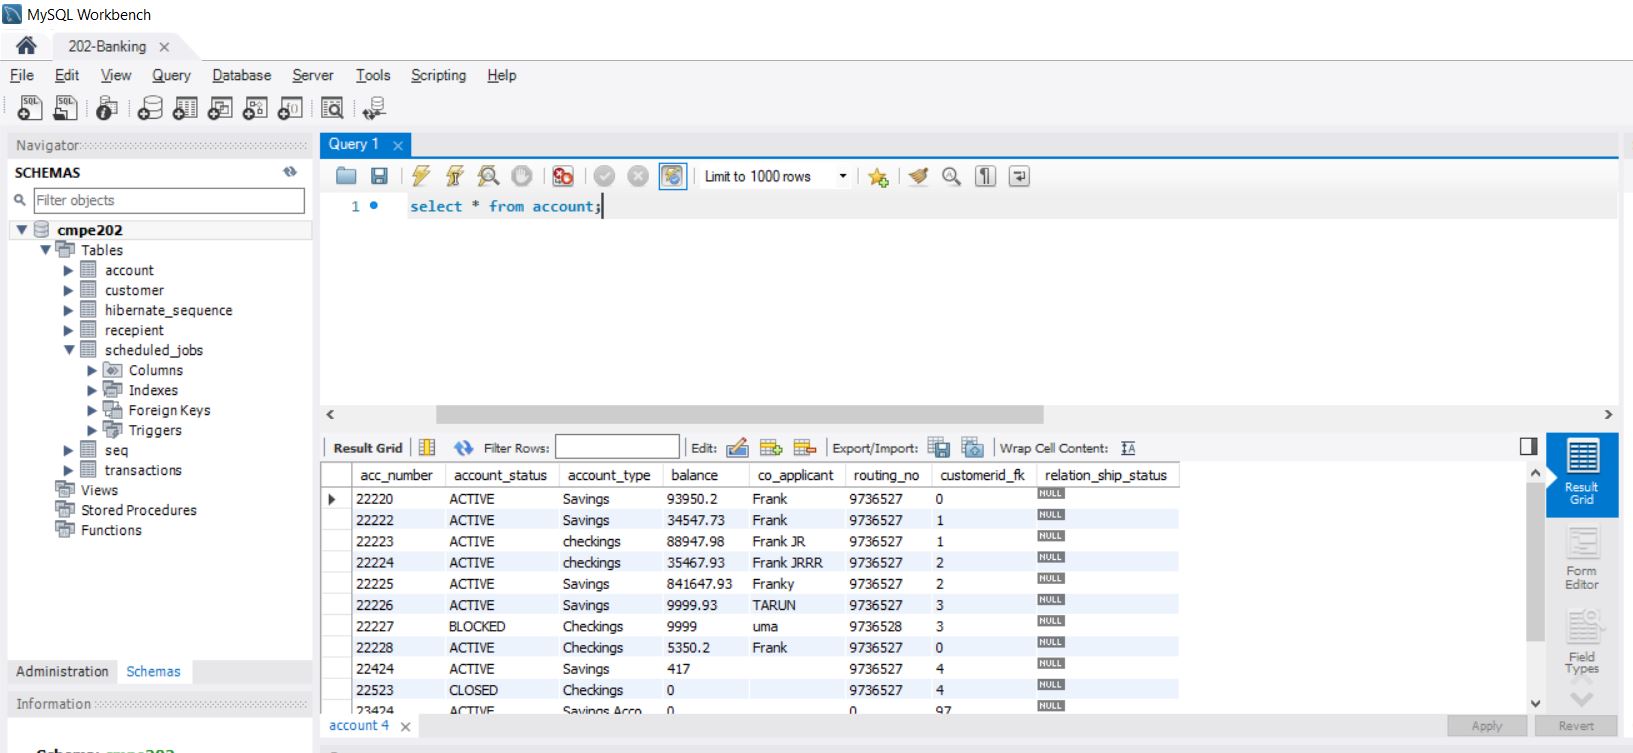 MySQL Workbench
202-Banking
File Edit View Query Database Server Tools Scripting Help
Navigator
SCHEMAS
Filter objects
cmpe202
Tables
account
customer
hibernate_sequence
recepient
scheduled_jobs
Columns
Indexes
Foreign Keys
Triggers
seq
transactions
Views
Stored Procedures
Functions
Administration Schemas
Information
Schema: cmpe202
Query 1
Limit to 1000 rows
1 select * from account;
Result Grid Filter Rows: Edit: Export/Import: Wrap Cell Content:
acc_number account_status account_type balance co_applicant routing_no customerid_fk relation_ship_status
22220 ACTIVE Savings 93950.2 Frank 9736527 0 NULL
22222 ACTIVE Savings 34547.73 Frank 9736527 1 NULL
22223 ACTIVE checkings 88947.98 Frank JR 9736527 1 NULL
22224 ACTIVE checkings 35467.93 Frank JRRR 9736527 2 NULL
22225 ACTIVE Savings 841647.93 Franky 9736527 2 NULL
22226 ACTIVE Savings 9999.93 TARUN 9736527 3 NULL
22227 BLOCKED Checkings 9999 uma 9736528 3 NULL
22228 ACTIVE Checkings 5350.2 Frank 9736527 0 NULL
22424 ACTIVE Savings 417 9736527 4 NULL
22523 CLOSED Checkings 0 9736527 4 NULL
23424 ACTIVE Savings Acco... 0 0 97 NULL
Result Grid
Form Editor
Field Types
account 4
Apply Revert